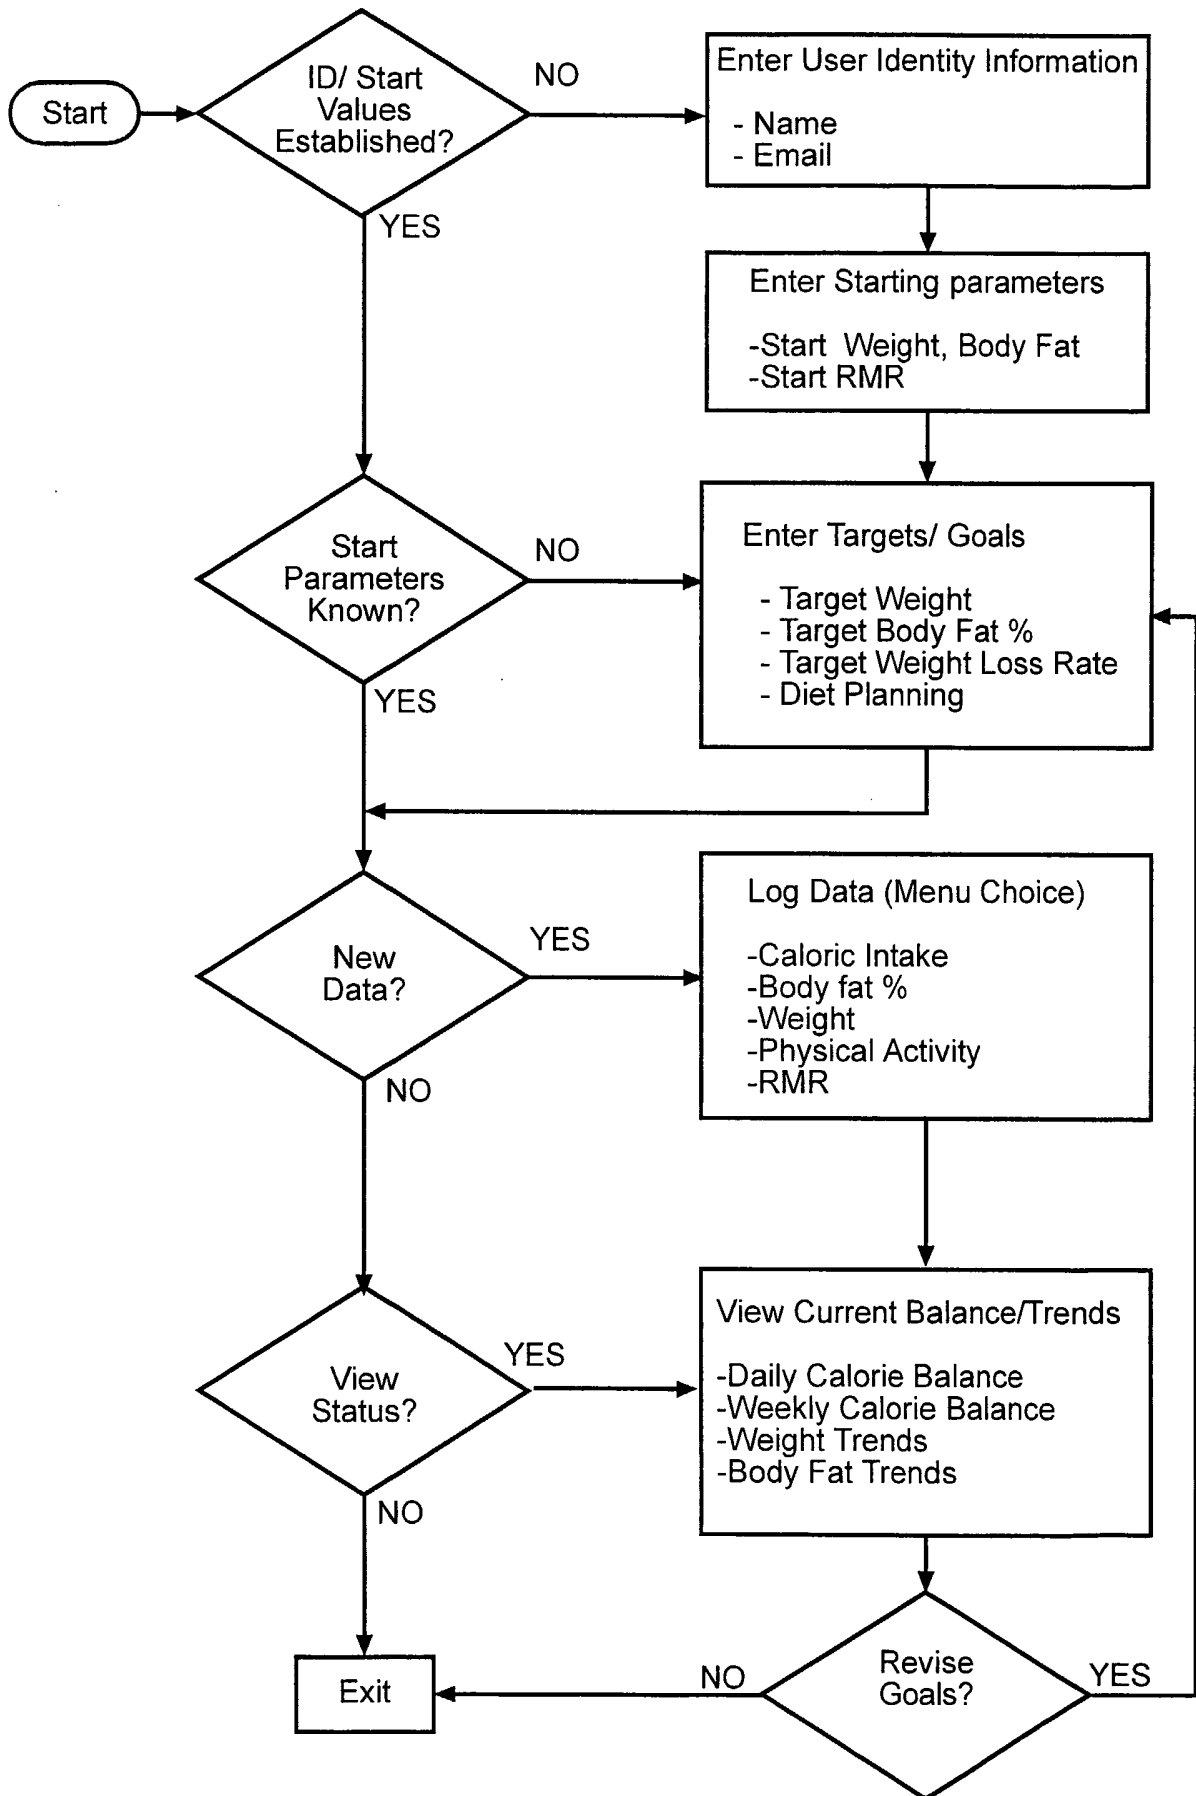 Start
ID/ Start
Values
Established?
NO
YES
Enter User Identity Information
- Name
- Email
Enter Starting parameters
-Start  Weight, Body Fat
-Start RMR
Start
Parameters
Known?
NO
YES
Enter Targets/ Goals
- Target Weight
- Target Body Fat %
- Target Weight Loss Rate
- Diet Planning
New
Data?
YES
NO
Log Data (Menu Choice)
-Caloric Intake
-Body fat %
-Weight
-Physical Activity
-RMR
View
Status?
YES
NO
View Current Balance/Trends
-Daily Calorie Balance
-Weekly Calorie Balance
-Weight Trends
-Body Fat Trends
Revise
Goals?
NO
YES
Exit